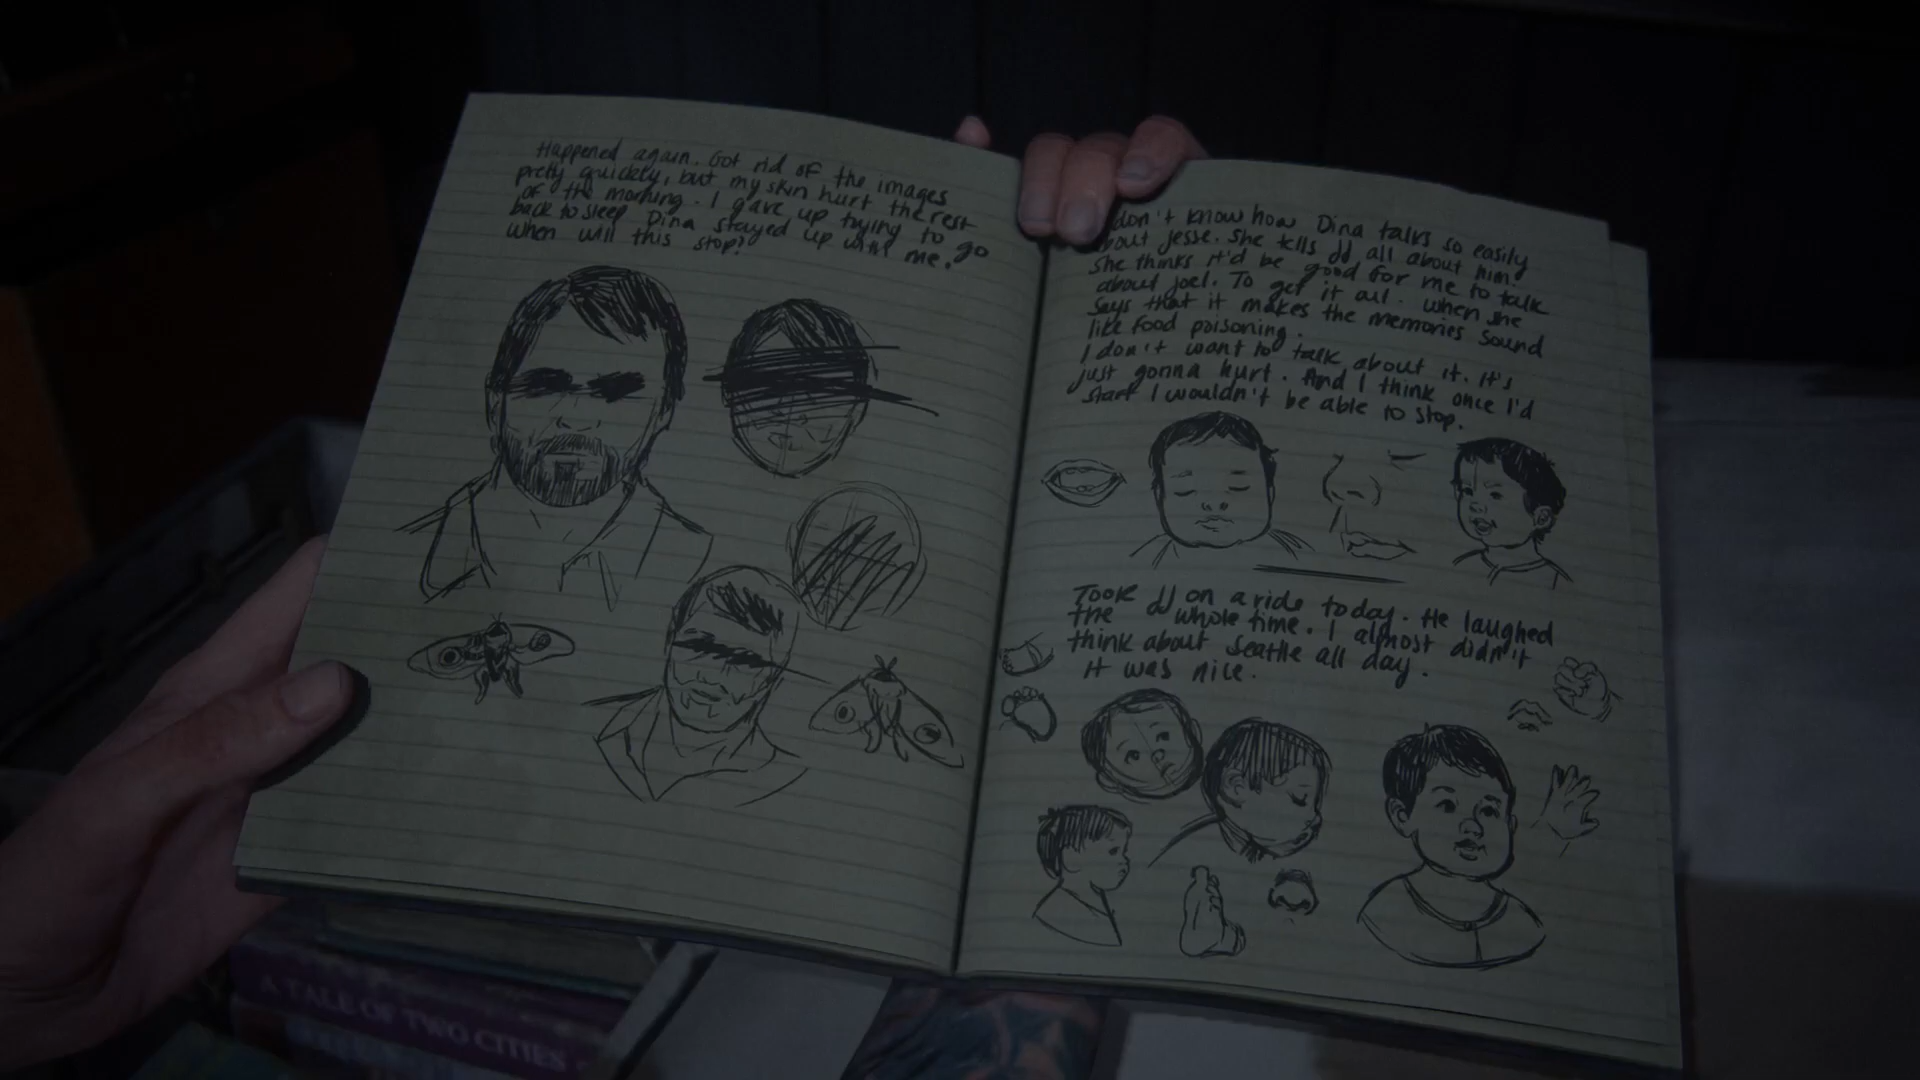 Happened again. Got rid of the images
pretty quickly, but my skin hurt the rest
of the morning. I gave up trying to go
back to sleep Dina stayed up with me.
when will this stop?
don't know how Dina talks so easily
bout Jesse. She tells JJ all about him.
She thinks it'd be good for me to talk
about Joel. To get it out. when she
says that it makes the memories sound
like food poisoning.
I don't want to talk about it. it's
just gonna hurt. And I think once I'd
start I wouldn't be able to stop.
Took JJ on a ride today. He laughed
the whole time. I almost didn't
think about Seattle all day.
it was nice.
A TALE OF TWO CITIES